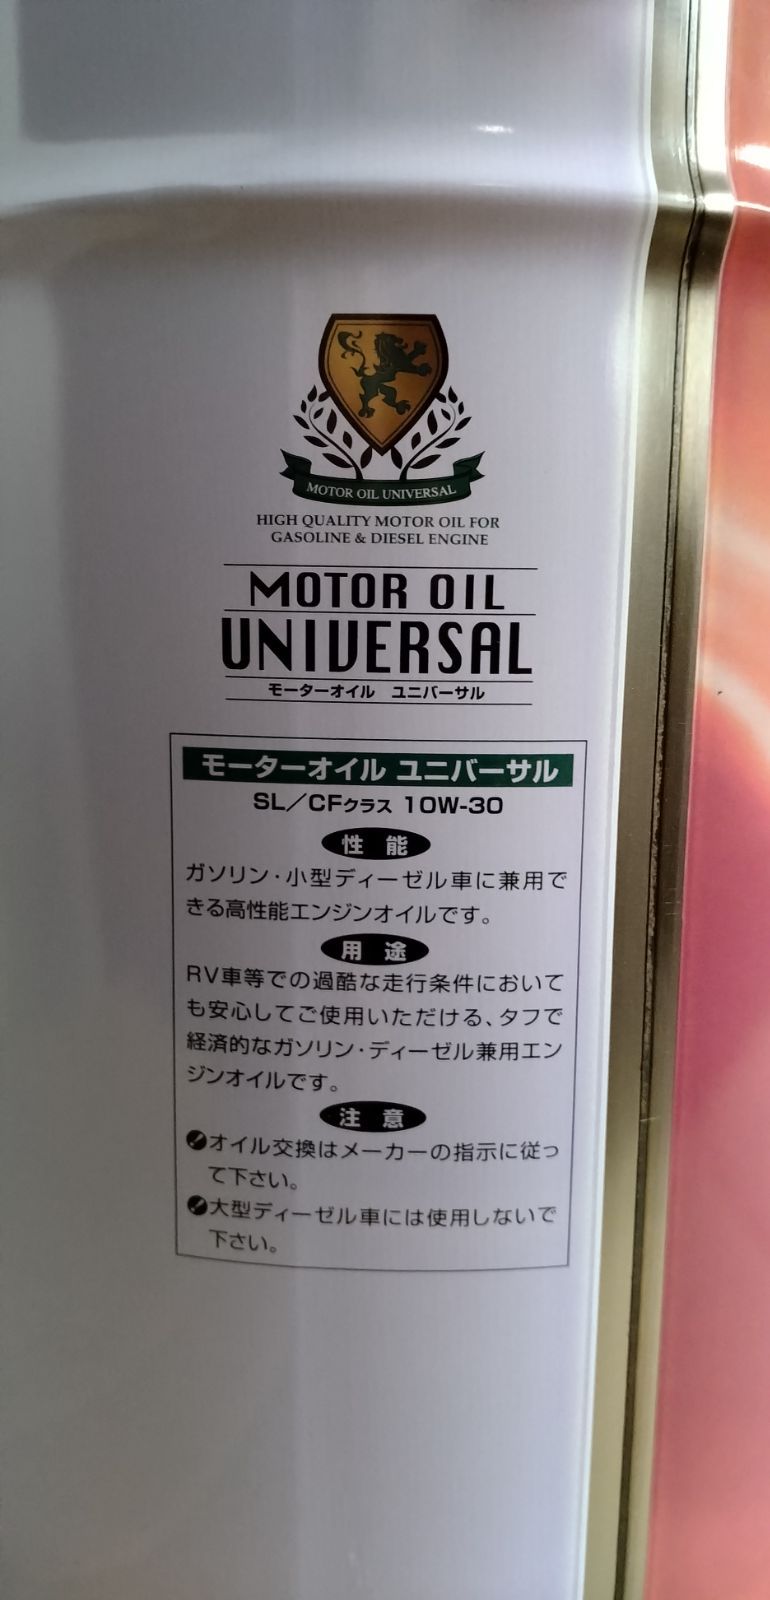 MOTOR OIL UNIVERSAL
HIGH QUALITY MOTOR OIL FOR
GASOLINE & DIESEL ENGINE
MOTOR OIL
UNIVERSAL
モーターオイル ユニバーサル
モーターオイル ユニバーサル
SL／CFクラス 10W-30
性 能
ガソリン・小型ディーゼル車に兼用で
きる高性能エンジンオイルです。
用 途
RV車等での過酷な走行条件において
も安心してご使用いただける、タフで
経済的なガソリン・ディーゼル兼用エン
ジンオイルです。
注 意
オイル交換はメーカーの指示に従っ
て下さい。
大型ディーゼル車には使用しないで
下さい。